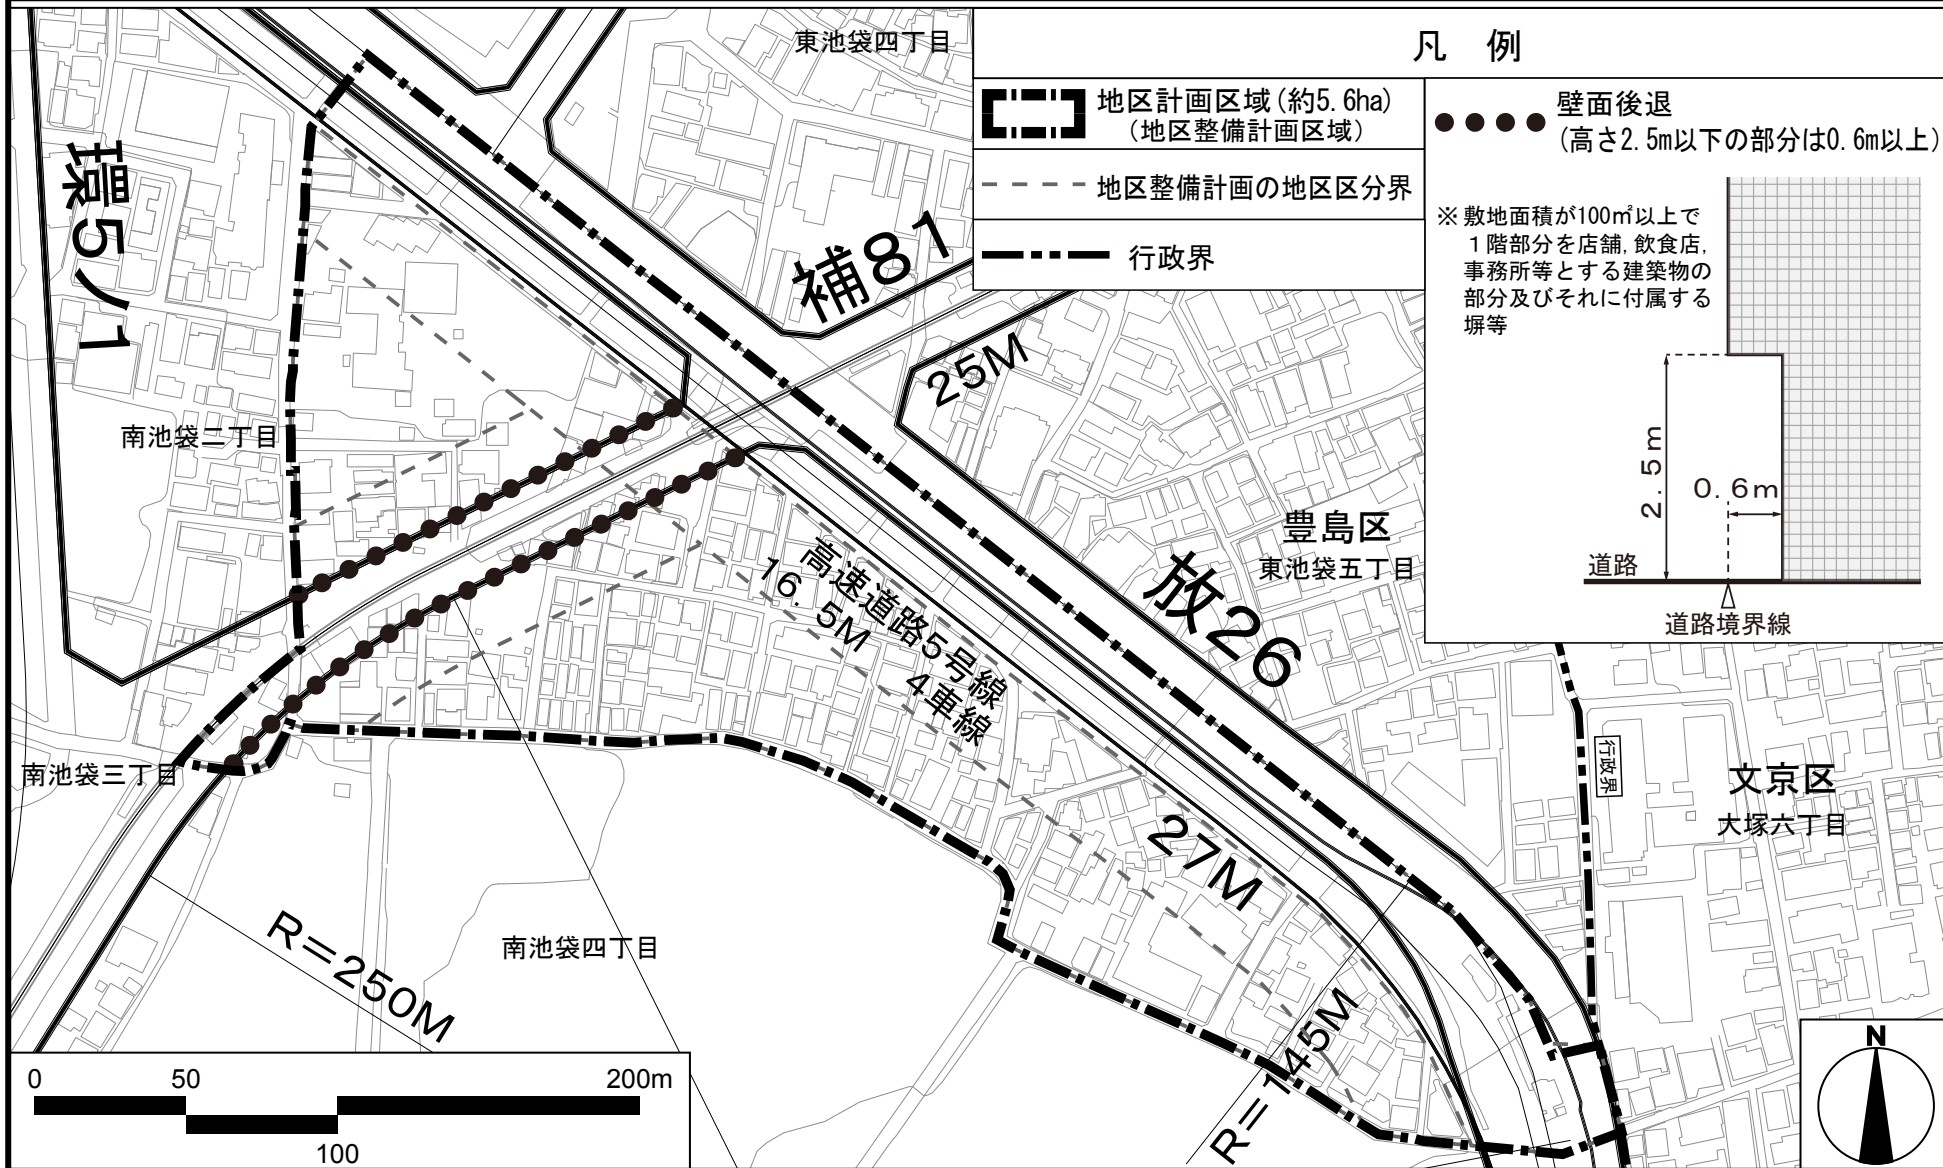 凡 例
地区計画区域(約5.6ha)
(地区整備計画区域)
地区整備計画の地区区分界
行政界
壁面後退
(高さ2.5m以下の部分は0.6m以上)
※敷地面積が100㎡以上で
1階部分を店舗,飲食店,
事務所等とする建築物の
部分及びそれに付属する
塀等
2.5m
0.6m
道路
道路境界線
東池袋四丁目
環5ノ1
補81
25M
南池袋二丁目
豊島区
東池袋五丁目
放26
高速道路5号線
16.5M
4車線
行政界
文京区
大塚六丁目
南池袋三丁目
27M
南池袋四丁目
R=250M
R=145M
0 50 200m
100
N